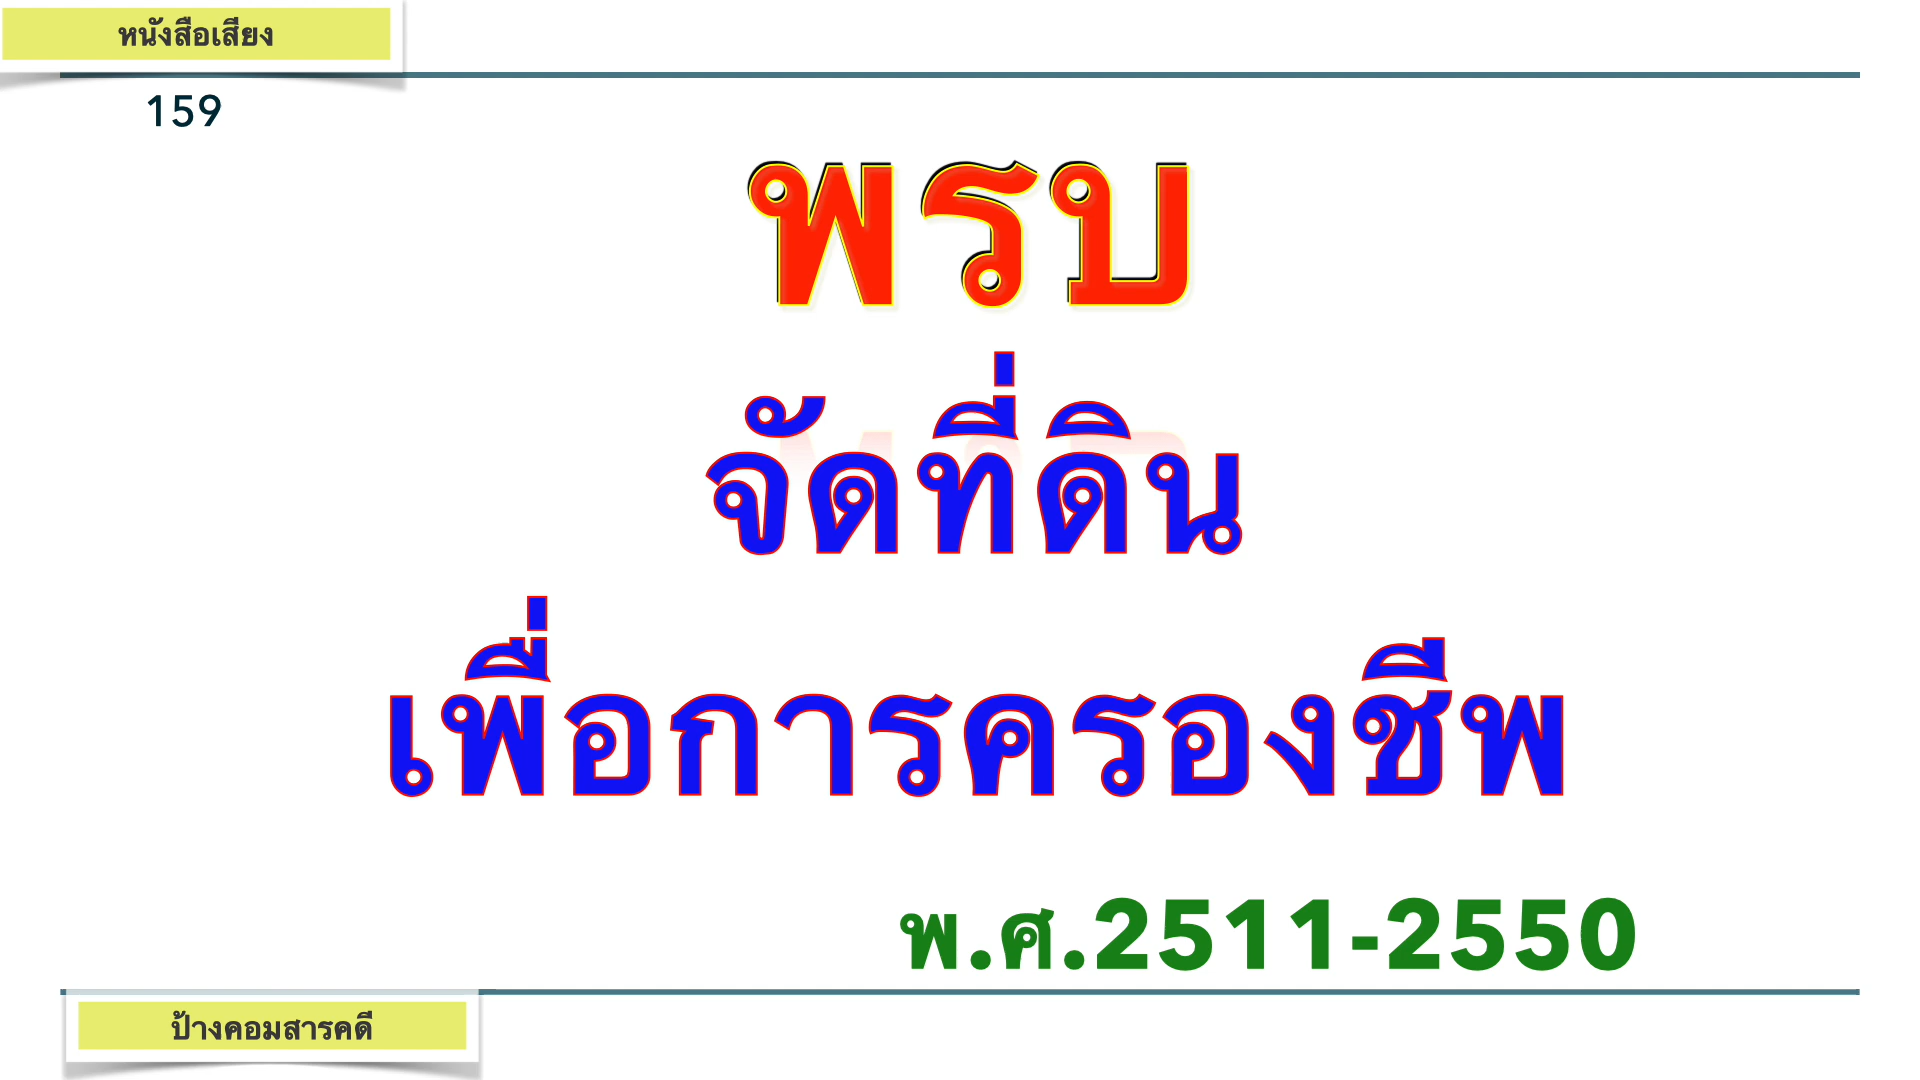 หนังสือเสียง
159
พรบ
จัดที่ดิน
เพื่อการครองชีพ
พ.ศ.2511-2550
ป้างคอมสารคดี